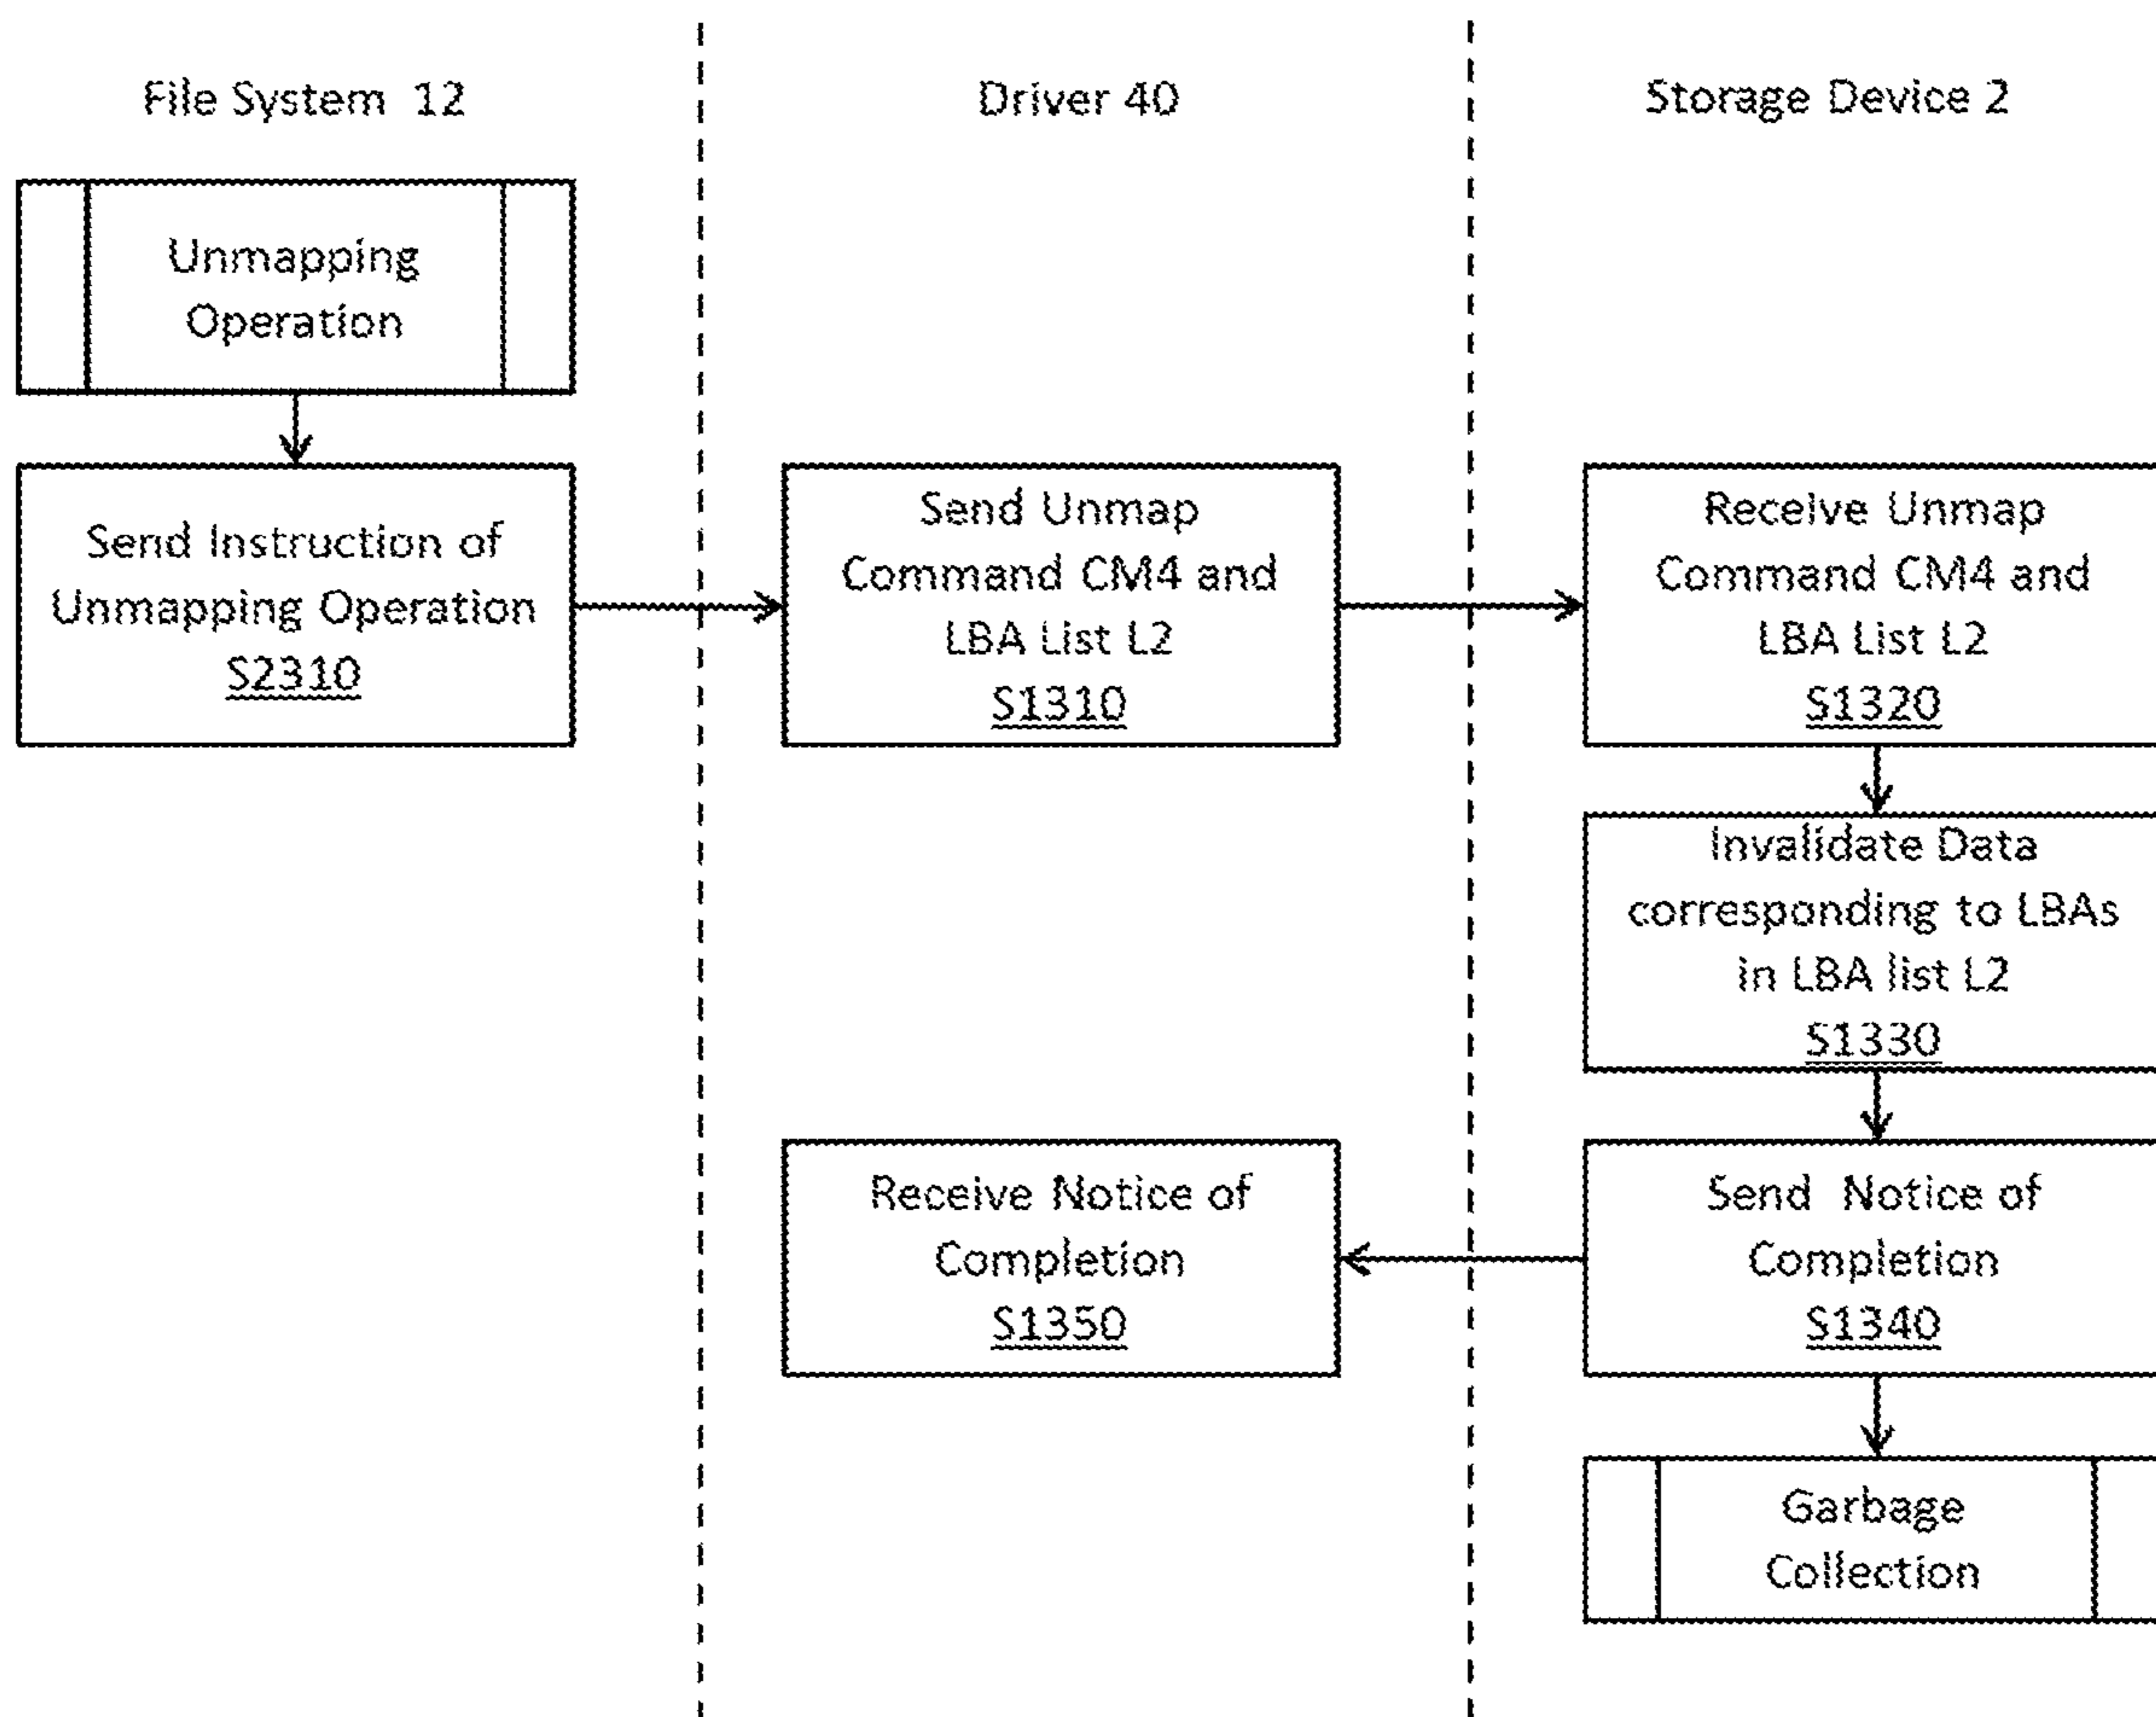 File System 12
Driver 40
Storage Device 2
Unmapping
Operation
Send Instruction of
Unmapping Operation
S2310
Send Unmap
Command CM4 and
LBA List L2
S1310
Receive Unmap
Command CM4 and
LBA List L2
S1320
Invalidate Data
corresponding to LBAs
in LBA list L2
S1330
Send Notice of
Completion
S1340
Receive Notice of
Completion
S1350
Garbage
Collection